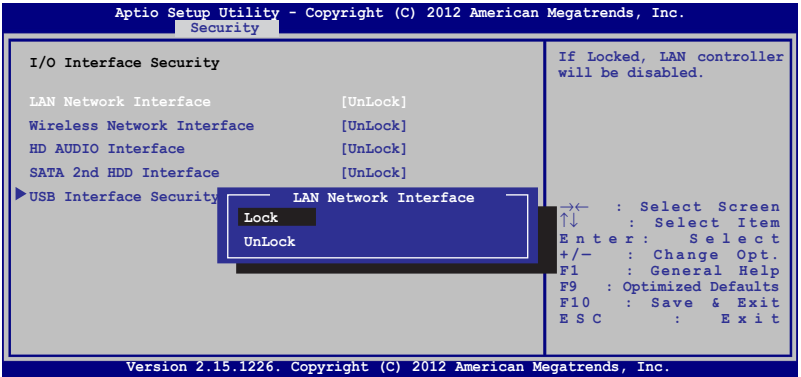 Aptio Setup Utility - Copyright (C) 2012 American Megatrends, Inc.
Security
I/O Interface Security
LAN Network Interface [UnLock]
Wireless Network Interface [UnLock]
HD AUDIO Interface [UnLock]
SATA 2nd HDD Interface [UnLock]
USB Interface Security
LAN Network Interface
Lock
UnLock
If Locked, LAN controller
will be disabled.
→← : Select Screen
↑↓ : Select Item
Enter: Select
+/— : Change Opt.
F1 : General Help
F9 : Optimized Defaults
F10 : Save & Exit
ESC : Exit
Version 2.15.1226. Copyright (C) 2012 American Megatrends, Inc.